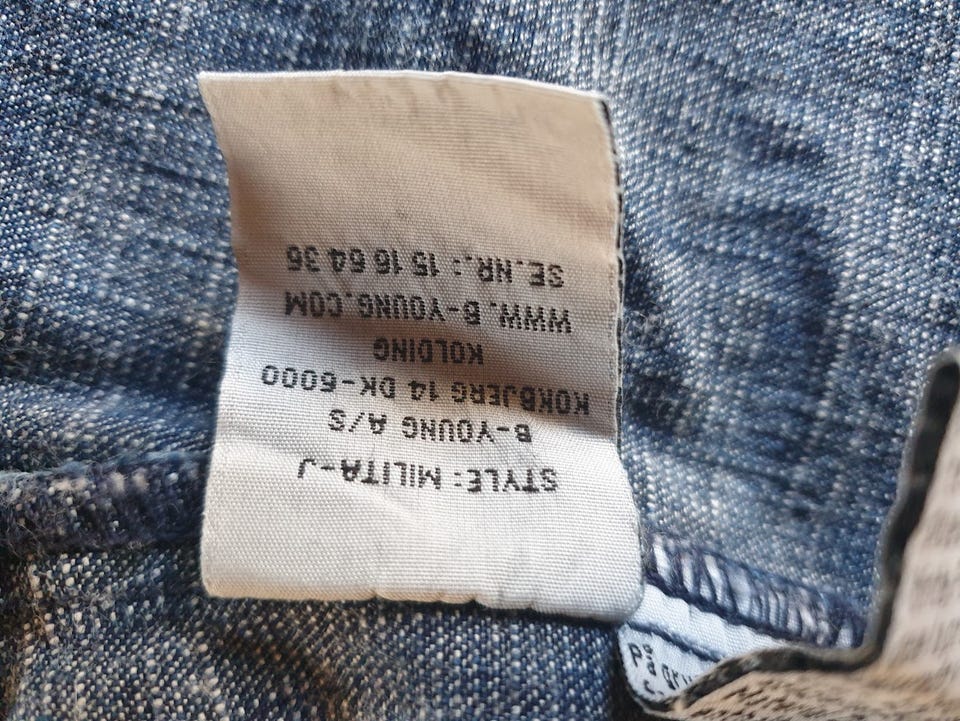 STYLE: MILITA-J
B-YOUNG A/S
KOKBJERG 14 DK-6000
KOLDING
WWW.B-YOUNG.COM
SE.NR.: 15 16 64 36